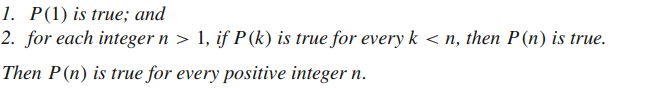 1. P(1) is true; and
2. for each integer n > 1, if P(k) is true for every k < n, then P(n) is true.
Then P(n) is true for every positive integer n.